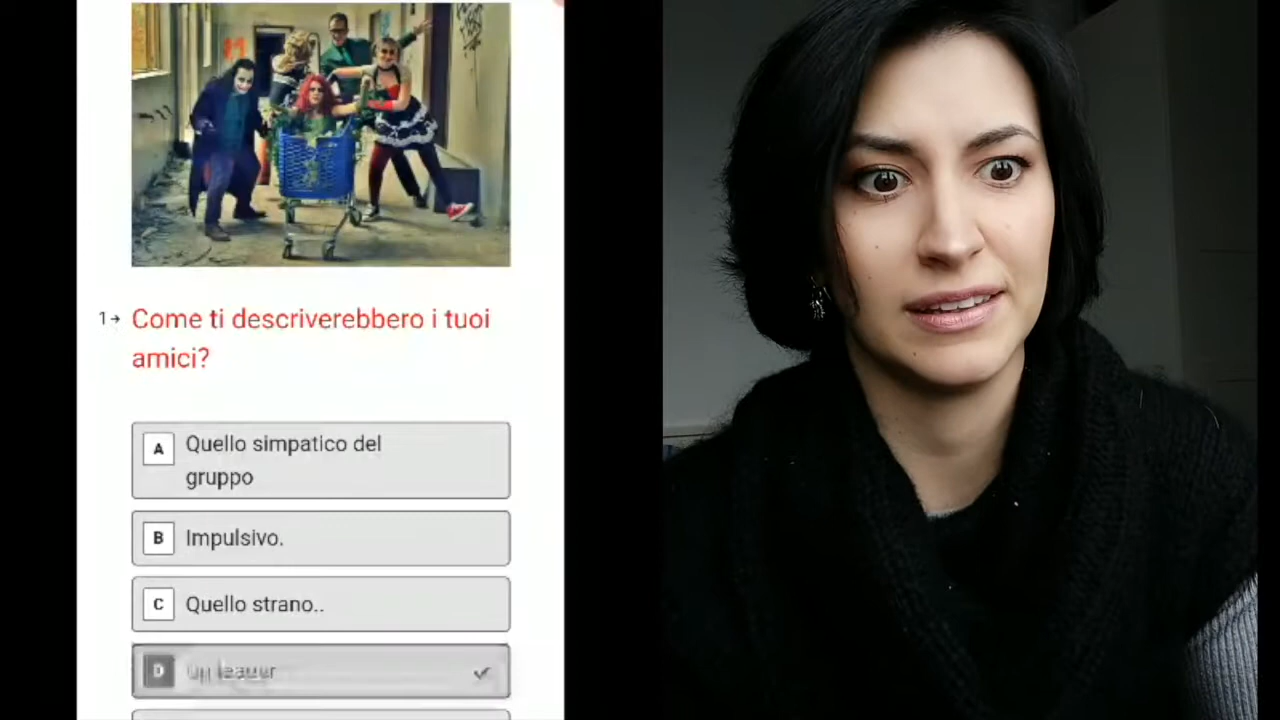 1→ Come ti descriverebbero i tuoi
amici?
A Quello simpatico del
gruppo
B Impulsivo.
C Quello strano..
D